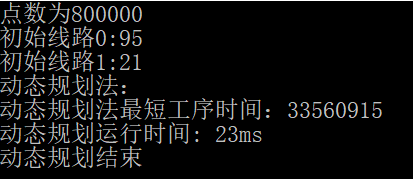 点数为800000
初始线路0:95
初始线路1:21
动态规划法：
动态规划法最短工序时间：33560915
动态规划运行时间: 23ms
动态规划结束